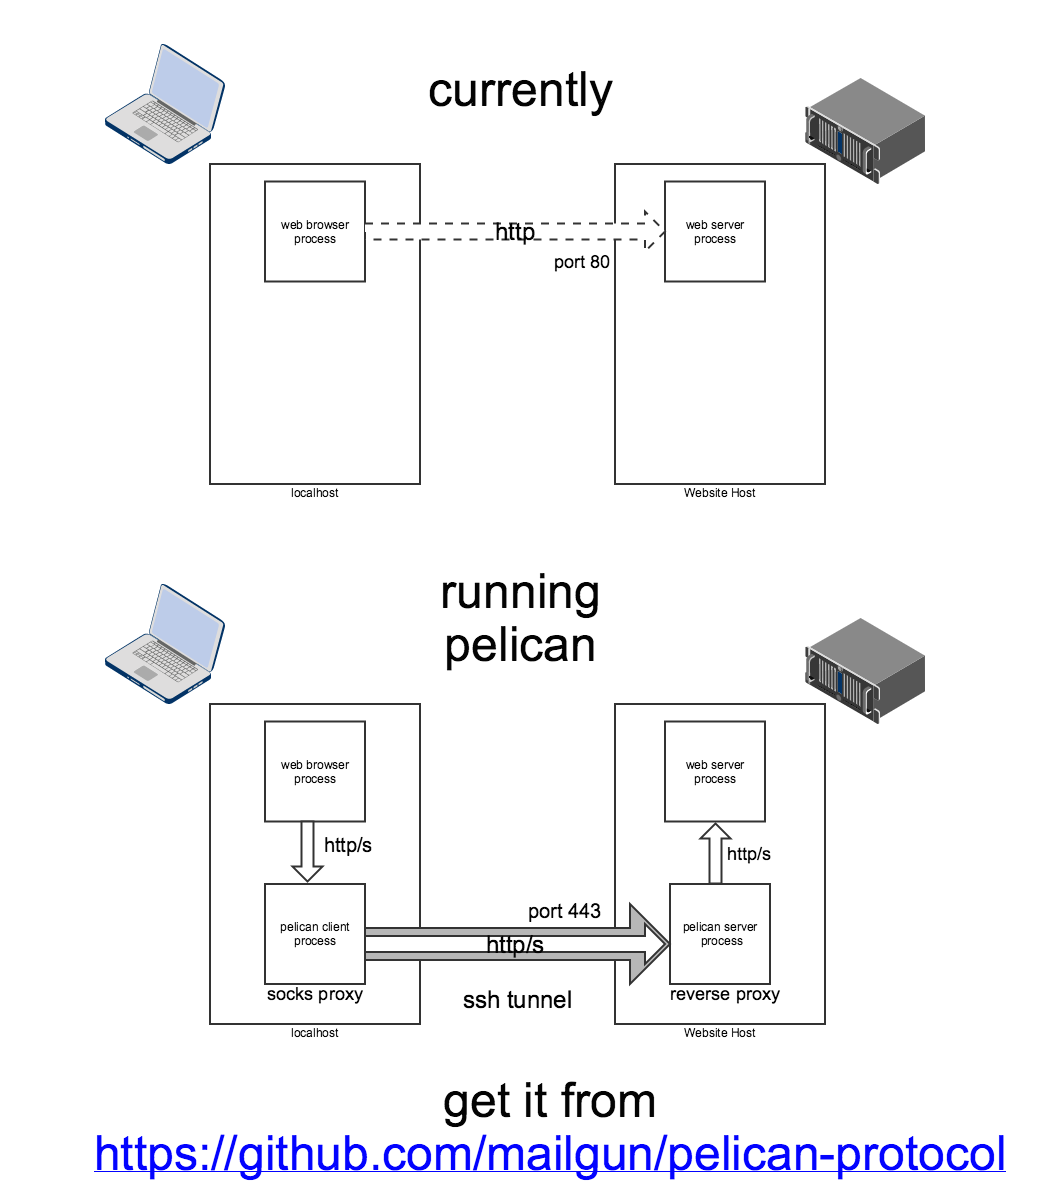 currently
web browser
process
http
web server
process
port 80
localhost
Website Host
running
pelican
web browser
process
web server
process
http/s
http/s
port 443
pelican client
process
http/s
pelican server
process
socks proxy
ssh tunnel
reverse proxy
localhost
Website Host
get it from
https://github.com/mailgun/pelican-protocol